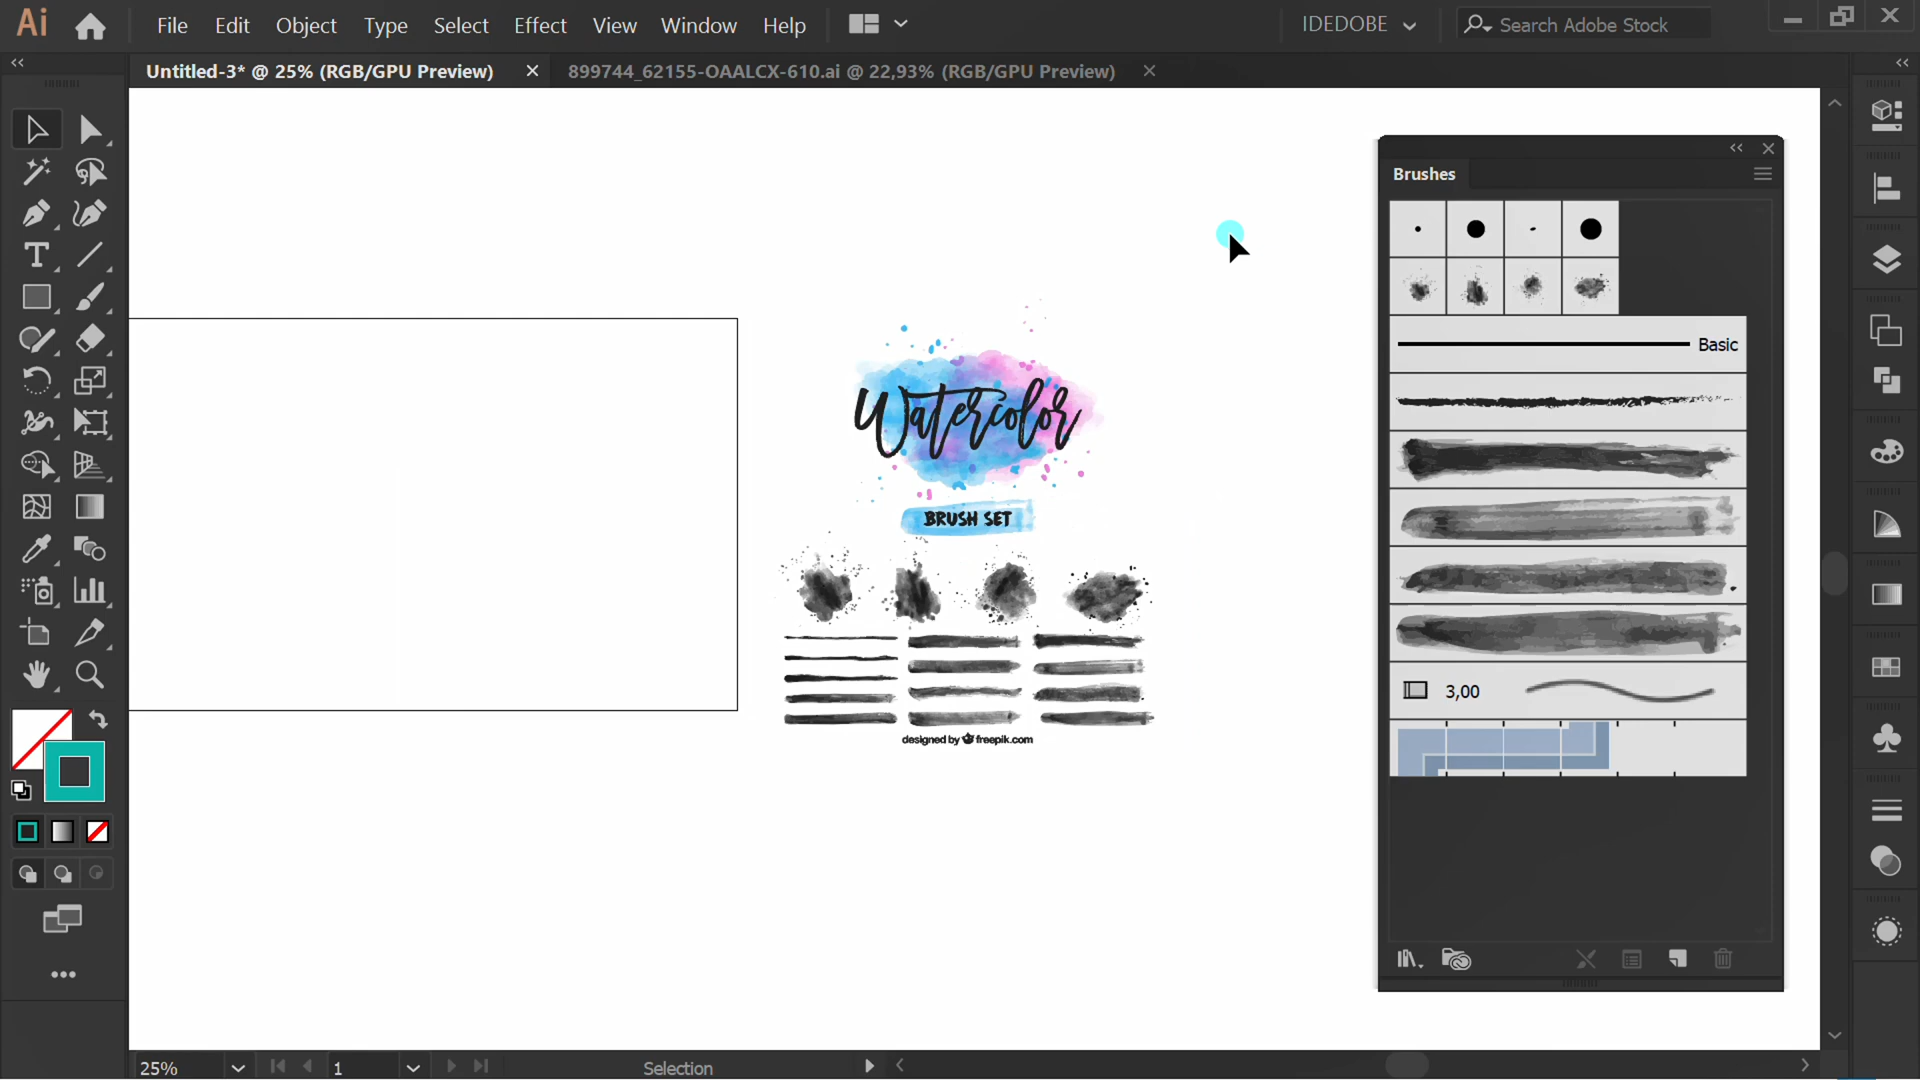 Ai File Edit Object Type Select Effect View Window Help IDEDOBE Search Adobe Stock
Untitled-3* @ 25% (RGB/GPU Preview) 899744_62155-OAALCX-610.ai @ 22,93% (RGB/GPU Preview)
Brushes
Basic
Watercolor
BRUSH SET
3,00
designed by freepik.com
25% 1 Selection